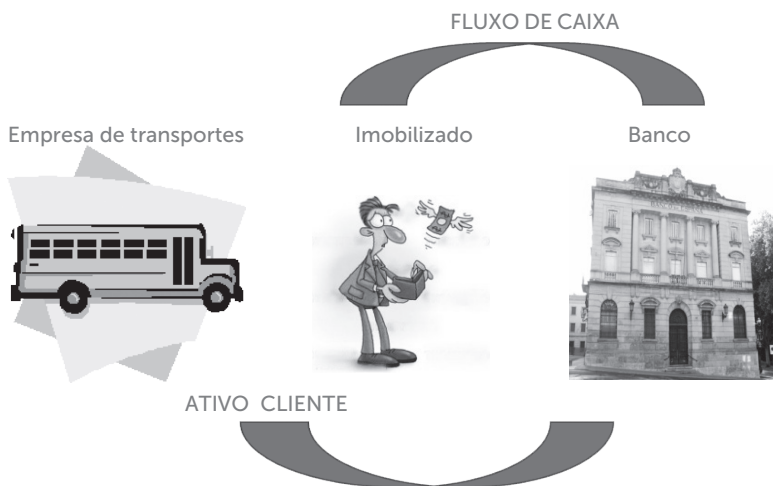 FLUXO DE CAIXA
Empresa de transportes
Imobilizado
Banco
ATIVO CLIENTE